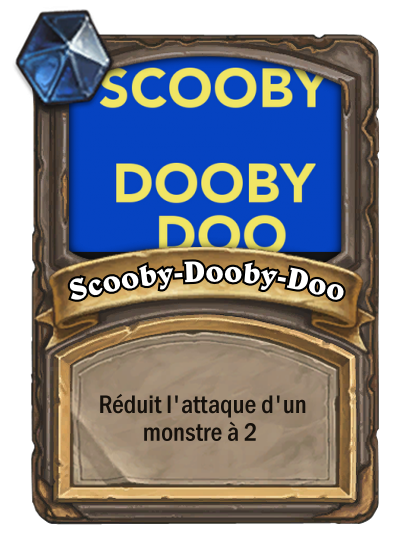 SCOOBY
DOOBY
DOO
Scooby-Dooby-Doo
Réduit l'attaque d'un
monstre à 2